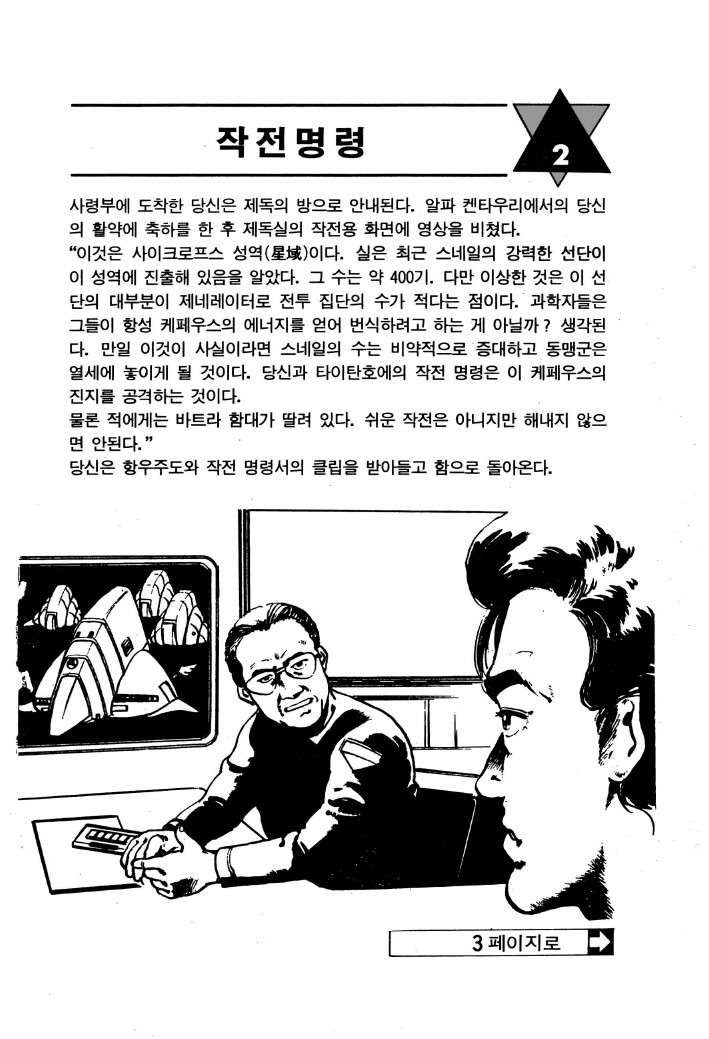 작전명령
2
사령부에 도착한 당신은 제독의 방으로 안내된다. 알파 켄타우리에서의 당신
의 활약에 축하를 한 후 제독실의 작전용 화면에 영상을 비췄다.
“이것은 사이크로프스 성역(星域)이다. 실은 최근 스네일의 강력한 선단이
이 성역에 진출해 있음을 알았다. 그 수는 약 400기. 다만 이상한 것은 이 선
단의 대부분이 제네레이터로 전투 집단의 수가 적다는 점이다. 과학자들은
그들이 항성 케페우스의 에너지를 얻어 번식하려고 하는 게 아닐까? 생각된
다. 만일 이것이 사실이라면 스네일의 수는 비약적으로 증대하고 동맹군은
열세에 놓이게 될 것이다. 당신과 타이탄호에의 작전 명령은 이 케페우스의
진지를 공격하는 것이다.
물론 적에게는 바트라 함대가 딸려 있다. 쉬운 작전은 아니지만 해내지 않으
면 안된다.”
당신은 항우주도와 작전 명령서의 클립을 받아들고 함으로 돌아온다.
3 페이지로